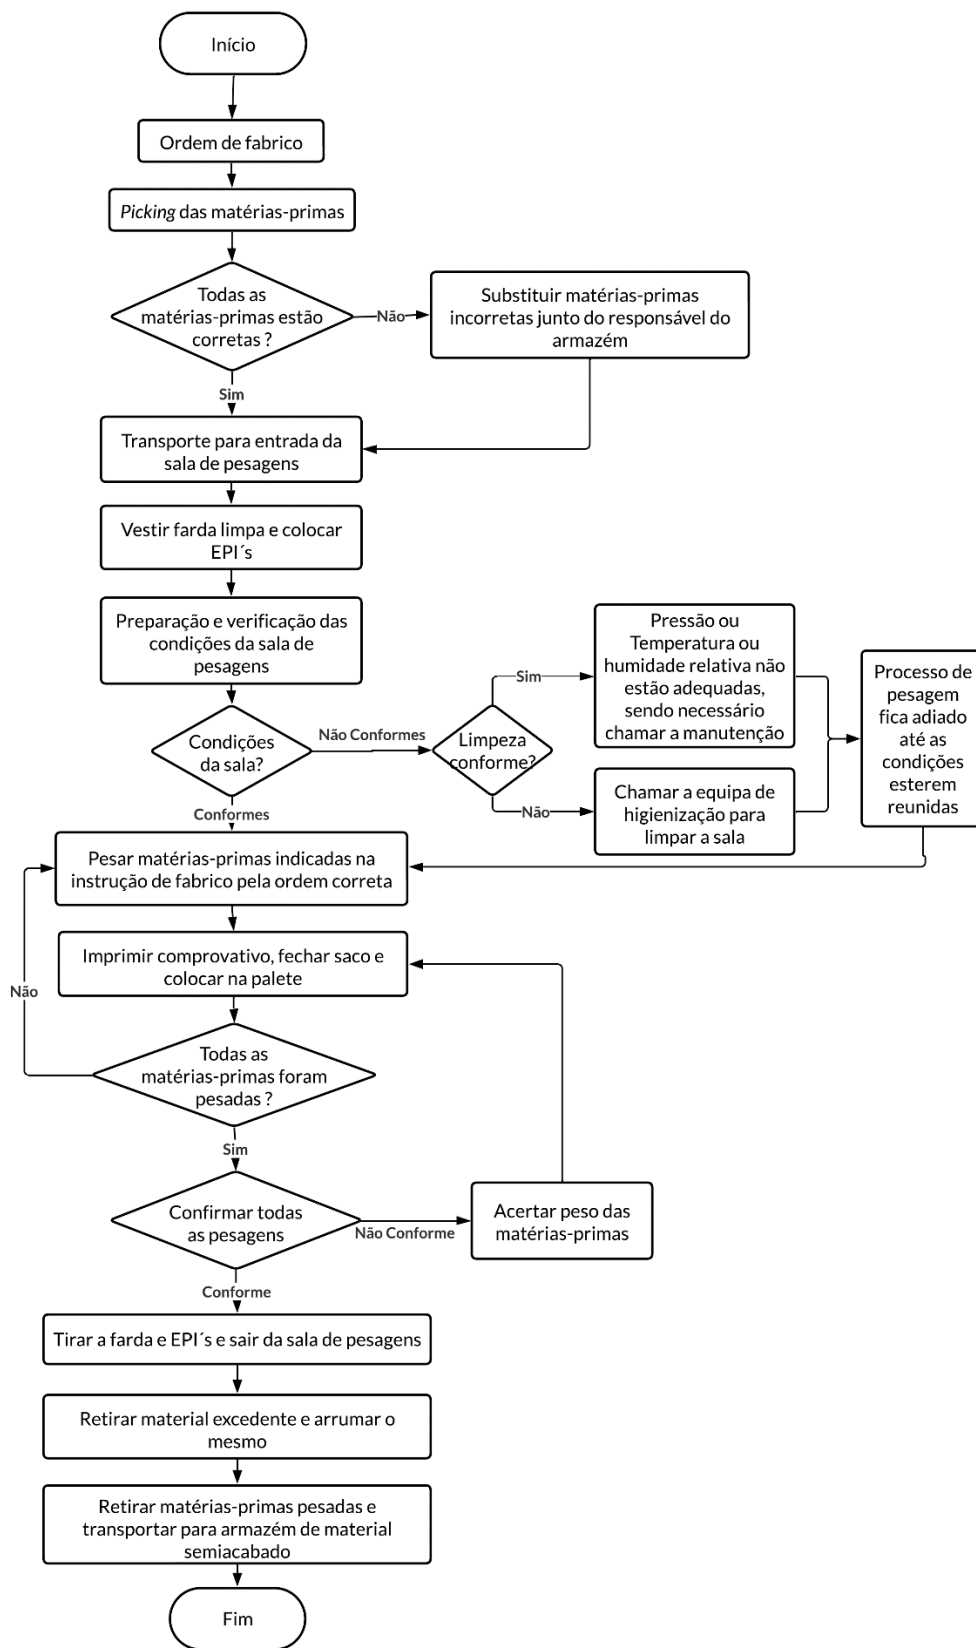 Início
Ordem de fabrico
Picking das matérias-primas
Todas as
matérias-primas estão
corretas ?
Não
Substituir matérias-primas
incorretas junto do responsável do
armazém
Sim
Transporte para entrada da
sala de pesagens
Vestir farda limpa e colocar
EPI´s
Preparação e verificação das
condições da sala de
pesagens
Condições
da sala?
Não Conformes
Limpeza
conforme?
Sim
Pressão ou
Temperatura ou
humidade relativa não
estão adequadas,
sendo necessário
chamar a manutenção
Não
Chamar a equipa de
higienização para
limpar a sala
Processo de
pesagem
fica adiado
até as
condições
esterem
reunidas
Conformes
Pesar matérias-primas indicadas na
instrução de fabrico pela ordem correta
Imprimir comprovativo, fechar saco e
colocar na palete
Não
Todas as
matérias-primas foram
pesadas ?
Sim
Confirmar todas
as pesagens
Não Conforme
Acertar peso das
matérias-primas
Conforme
Tirar a farda e EPI´s e sair da sala de pesagens
Retirar material excedente e arrumar o
mesmo
Retirar matérias-primas pesadas e
transportar para armazém de material
semiacabado
Fim